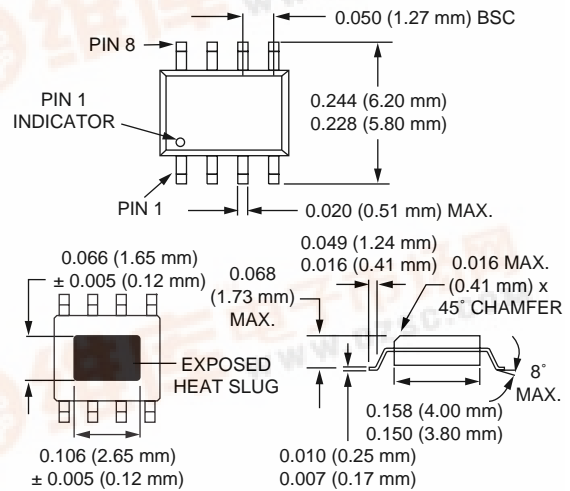 0.050 (1.27 mm) BSC
PIN 8
PIN 1
INDICATOR
0.244 (6.20 mm)
0.228 (5.80 mm)
PIN 1
0.020 (0.51 mm) MAX.
0.066 (1.65 mm)
± 0.005 (0.12 mm)
0.068
(1.73 mm)
MAX.
0.049 (1.24 mm)
0.016 (0.41 mm)
0.016 MAX.
(0.41 mm) x
45° CHAMFER
EXPOSED
HEAT SLUG
8°
MAX.
0.158 (4.00 mm)
0.150 (3.80 mm)
0.106 (2.65 mm)
± 0.005 (0.12 mm)
0.010 (0.25 mm)
0.007 (0.17 mm)